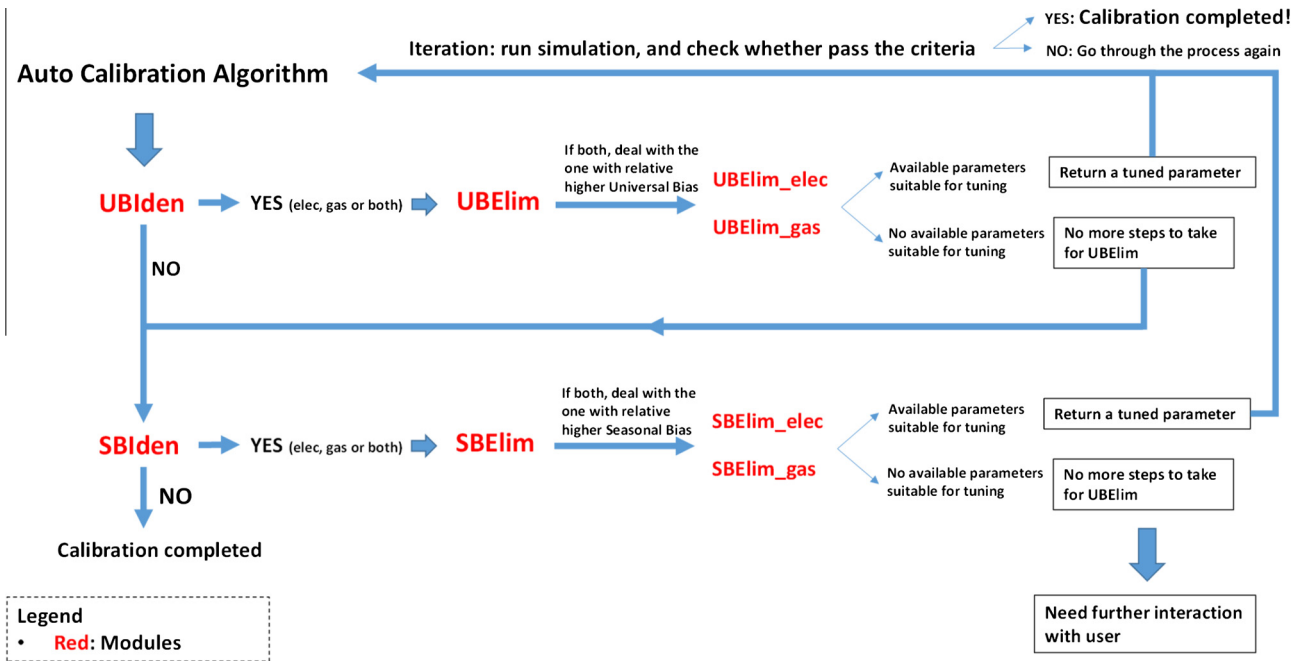 YES: Calibration completed!
Iteration: run simulation, and check whether pass the criteria
NO: Go through the process again
Auto Calibration Algorithm
If both, deal with the
one with relative
higher Universal Bias
UBIden
YES (elec, gas or both)
UBElim
UBElim_elec
UBElim_gas
Available parameters
suitable for tuning
Return a tuned parameter
No available parameters
suitable for tuning
No more steps to take
for UBElim
NO
If both, deal with the
one with relative
higher Seasonal Bias
SBIden
YES (elec, gas or both)
SBElim
SBElim_elec
SBElim_gas
Available parameters
suitable for tuning
Return a tuned parameter
No available parameters
suitable for tuning
No more steps to take
for UBElim
NO
Calibration completed
Need further interaction
with user
Legend
• Red: Modules